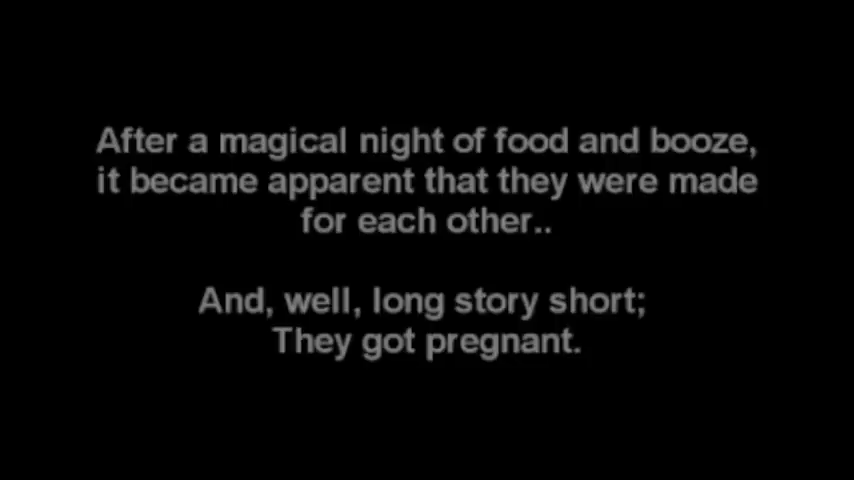 After a magical night of food and booze,
it became apparent that they were made
for each other..
And, well, long story short;
They got pregnant.